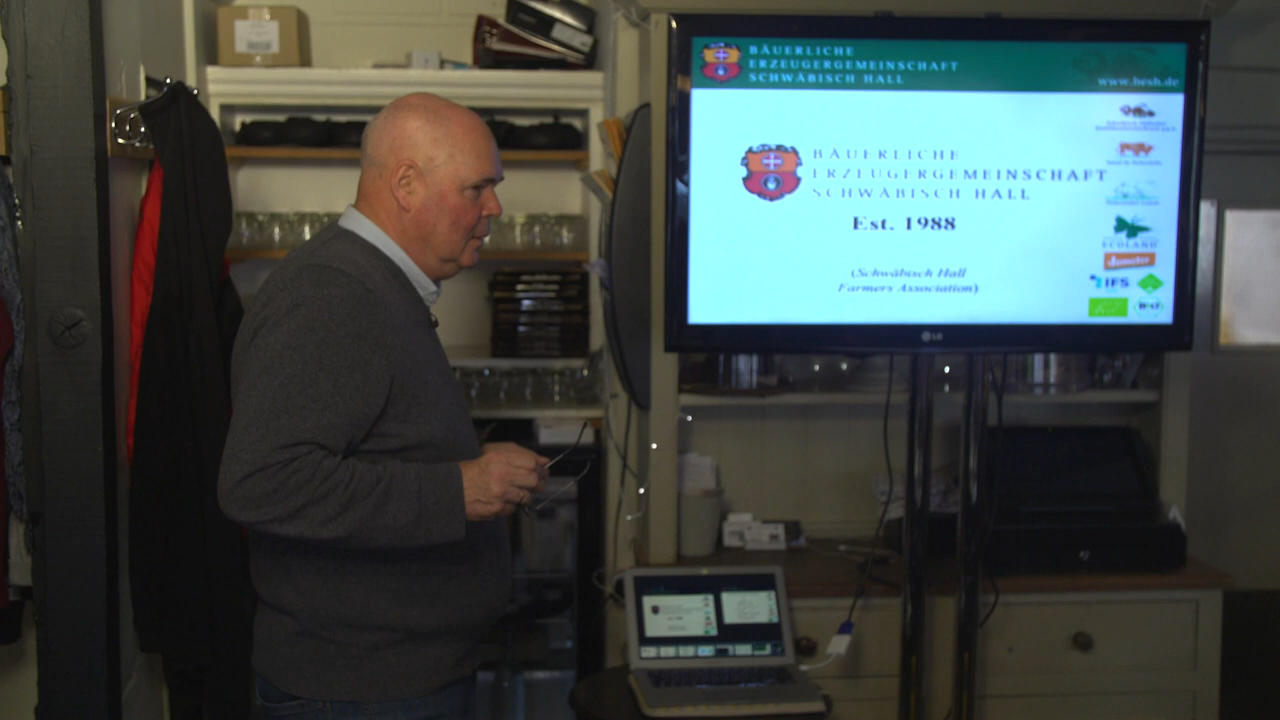 BÄUERLICHE
ERZEUGERGEMEINSCHAFT
SCHWÄBISCH HALL
www.besh.de
BÄUERLICHE
ERZEUGERGEMEINSCHAFT
SCHWÄBISCH HALL
Est. 1988
(Schwäbisch Hall
Farmers Association)
ECOLAND
demeter
IFS
LG